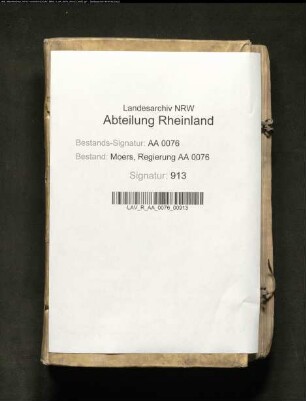 Landesarchiv NRW
Abteilung Rheinland
Bestands-Signatur: AA 0076
Bestand: Moers, Regierung AA 0076
Signatur: 913
LAV_R_AA_0076_00913